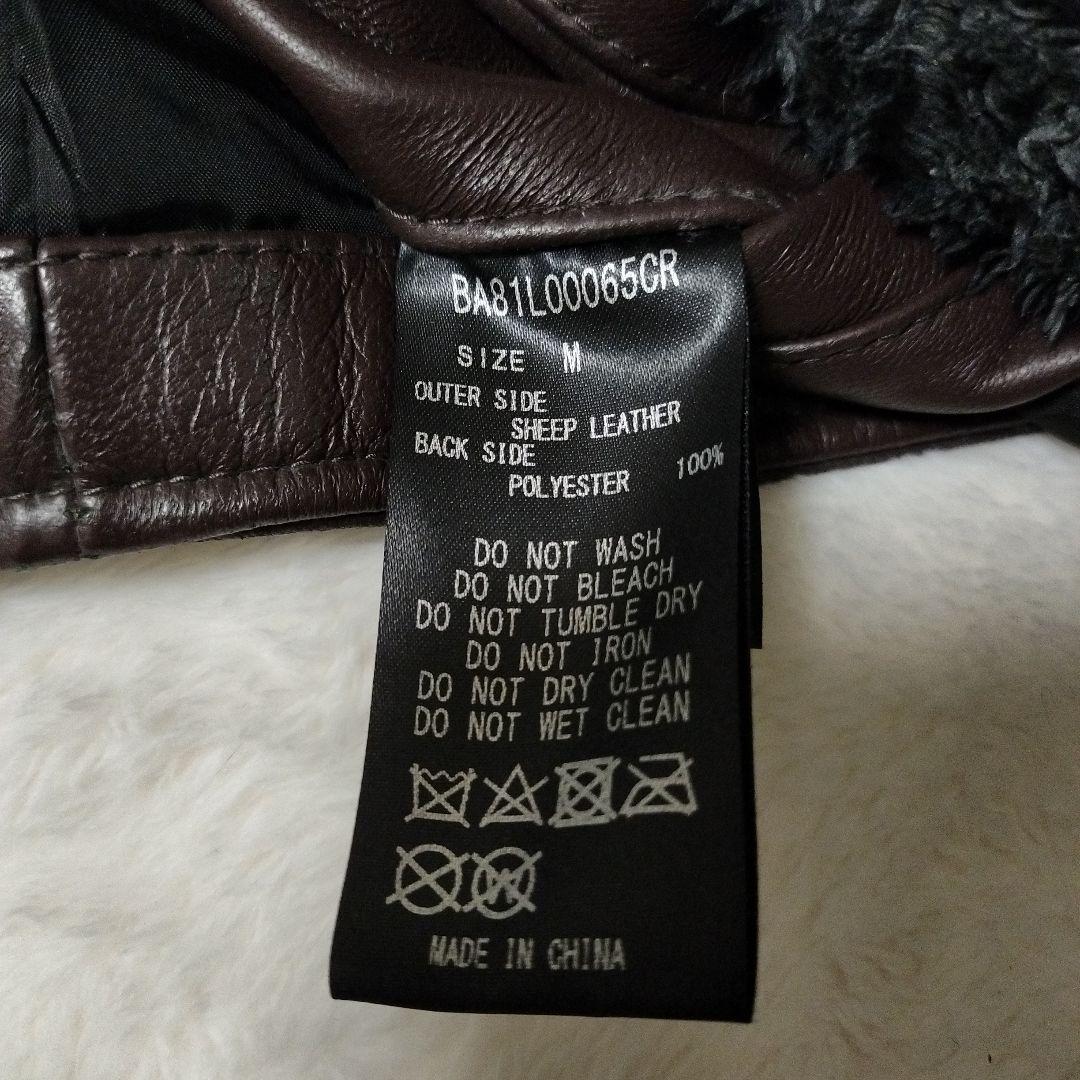 BA81L00065CR
SIZE M
OUTER SIDE
SHEEP LEATHER
BACK SIDE
POLYESTER 100%
DO NOT WASH
DO NOT BLEACH
DO NOT TUMBLE DRY
DO NOT IRON
DO NOT DRY CLEAN
DO NOT WET CLEAN
W
MADE IN CHINA